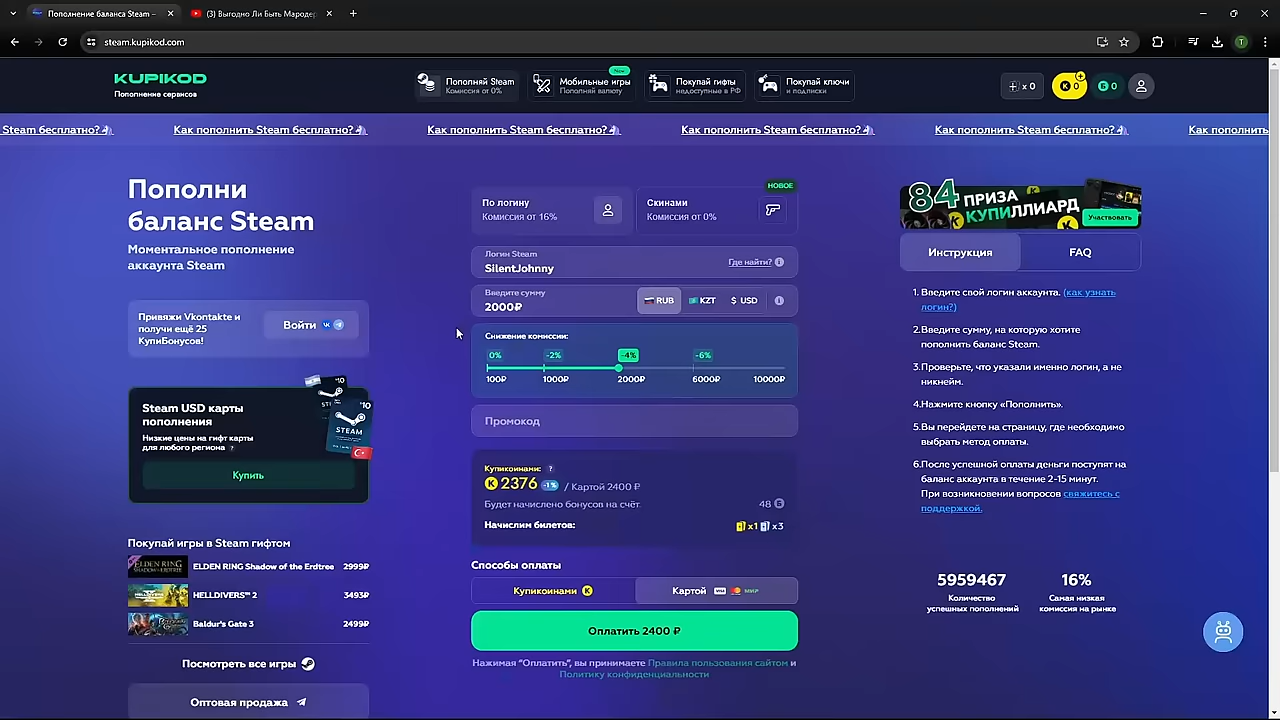 Пополнение баланса Steam –
(3) Выгодно Ли Быть Мародер
steam.kupikod.com
T
KUPIKOD
Пополнение сервисов
Пополняй Steam
Комиссия от 0%
New
Мобильные игры
Пополняй валюту
Покупай гифты
недоступные в РФ
Покупай ключи
и подписки
x 0
K 0
Б 0
Steam бесплатно?
Как пополнить Steam бесплатно?
Как пополнить Steam бесплатно?
Как пополнить Steam бесплатно?
Как пополнить Steam бесплатно?
Как пополнить
Пополни
баланс Steam
Моментальное пополнение
аккаунта Steam
Привяжи Vkontakte и
получи ещё 25
КупиБонусов!
Войти
Steam USD карты
пополнения
Низкие цены на гифт карты
для любого региона ?
STEAM
Купить
Покупай игры в Steam гифтом
ELDEN RING
ELDEN RING Shadow of the Erdtree 2999₽
HELLDIVERS™ 2 3493₽
Baldur's Gate 3 2499₽
Посмотреть все игры
Оптовая продажа
НОВОЕ
По логину
Комиссия от 16%
Скинами
Комиссия от 0%
Логин Steam
SilentJohnny
Где найти?
Введите сумму
2000₽
RUB
KZT
$ USD
Снижение комиссии:
0% -2% -4% -6%
100₽ 1000₽ 2000₽ 6000₽ 10000₽
Промокод
Купикоинами: ?
K 2376 -1% / Картой 2400 ₽
Будет начислено бонусов на счёт: 48 Б
Начислим билетов: x1 x3
Способы оплаты
Купикоинами K
Картой VISA МИР
Оплатить 2400 ₽
Нажимая "Оплатить", вы принимаете Правила пользования сайтом и
Политику конфиденциальности
84 ПРИЗА
КУПИЛЛИАРД
Участвовать
Инструкция
FAQ
1. Введите свой логин аккаунта. (как узнать
логин?)
2. Введите сумму, на которую хотите
пополнить баланс Steam.
3. Проверьте, что указали именно логин, а не
никнейм.
4. Нажмите кнопку «Пополнить».
5. Вы перейдете на страницу, где необходимо
выбрать метод оплаты.
6. После успешной оплаты деньги поступят на
баланс аккаунта в течение 2-15 минут.
При возникновении вопросов свяжитесь с
поддержкой.
5959467
Количество
успешных пополнений
16%
Самая низкая
комиссия на рынке